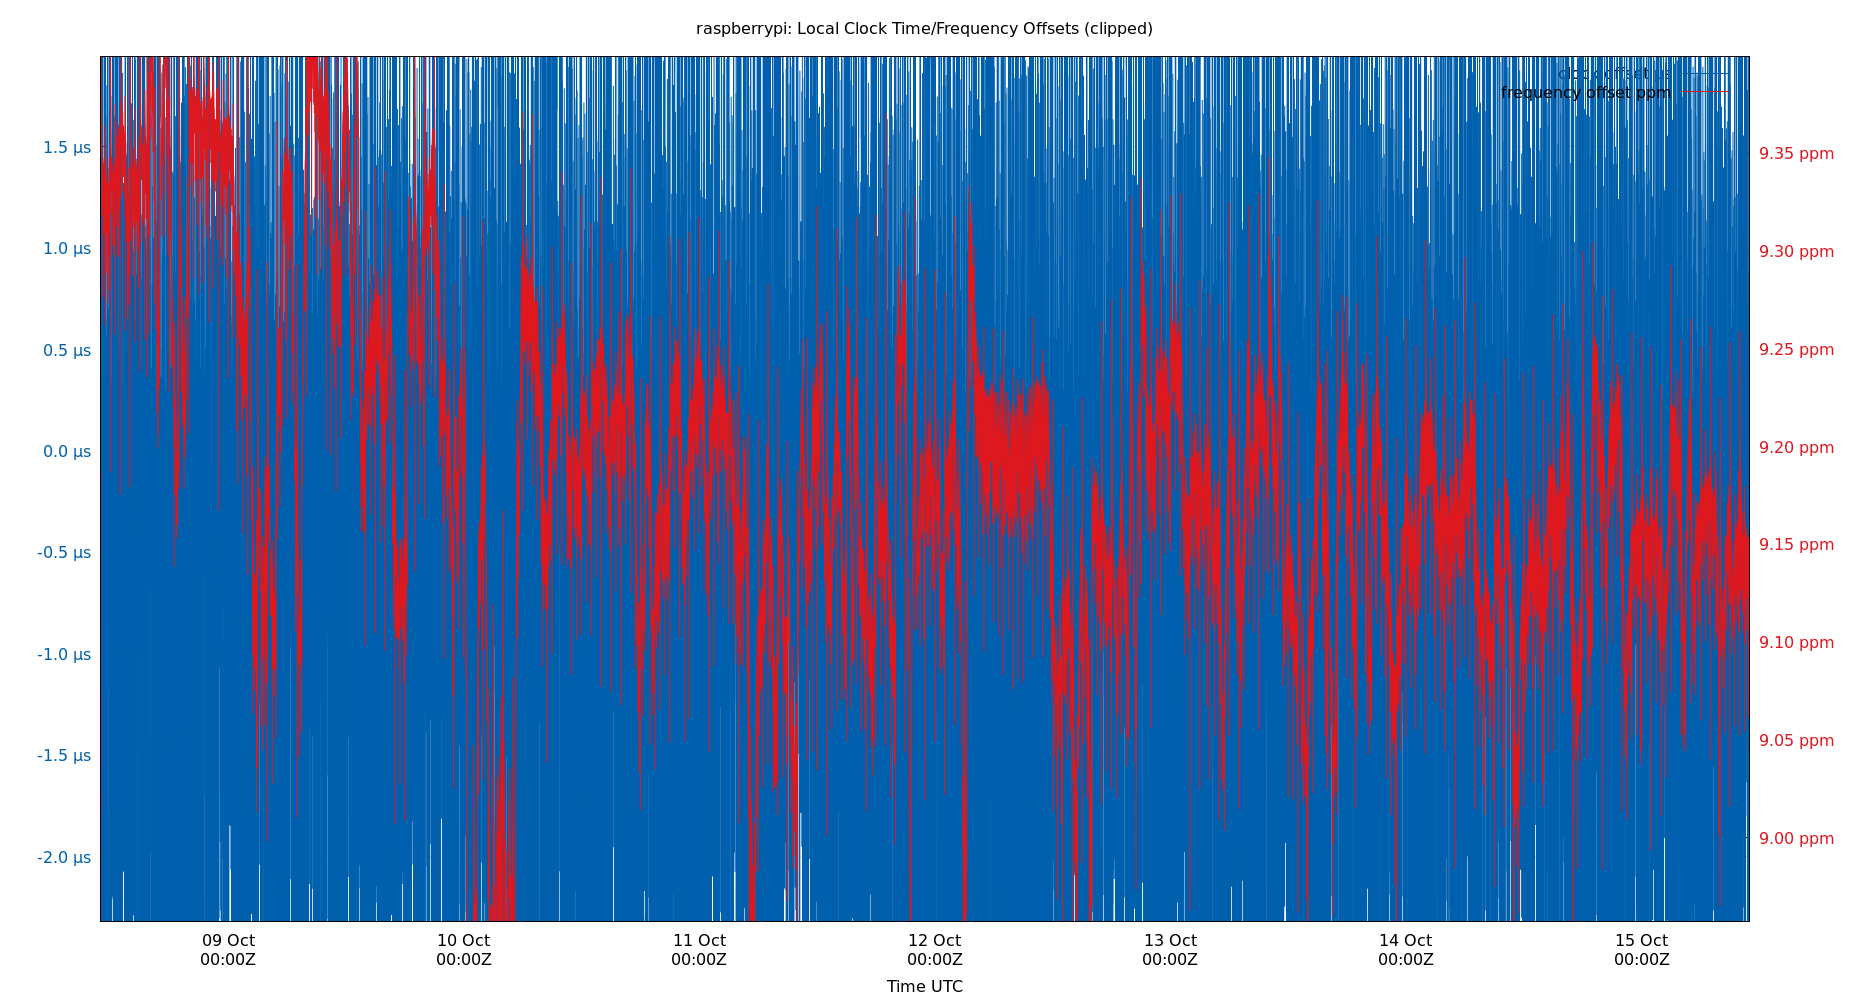 raspberrypi: Local Clock Time/Frequency Offsets (clipped)
clock offset μs
frequency offset ppm
1.5 μs
1.0 μs
0.5 μs
0.0 μs
-0.5 μs
-1.0 μs
-1.5 μs
-2.0 μs
9.35 ppm
9.30 ppm
9.25 ppm
9.20 ppm
9.15 ppm
9.10 ppm
9.05 ppm
9.00 ppm
09 Oct
00:00Z
10 Oct
00:00Z
11 Oct
00:00Z
12 Oct
00:00Z
13 Oct
00:00Z
14 Oct
00:00Z
15 Oct
00:00Z
Time UTC